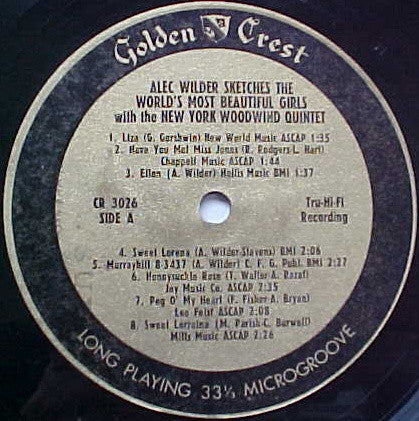 Golden Crest
ALEC WILDER SKETCHES THE
WORLD'S MOST BEAUTIFUL GIRLS
with the NEW YORK WOODWIND QUINTET
1. Liza (G. Gershwin) New World Music ASCAP 1:35
2. Have You Met Miss Jones (R. Rodgers-L. Hart)
Chappell Music ASCAP 1:44
3. Ellen (A. Wilder) Hollis Music BMI 1:37
CR 3026
SIDE A
Tru-Hi-Fi
Recording
4. Sweet Lorena (A. Wilder-Stevens) BMI 2:06
5. Murrayhill 8-3437 (A. Wilder) C. F. G. Publ. BMI 2:27
6. Honeysuckle Rose (T. Waller-A. Razaf)
Joy Music Co. ASCAP 2:35
7. Peg O' My Heart (F. Fisher-A. Bryan)
Leo Feist ASCAP 2:08
8. Sweet Lorraine (M. Parish-C. Burwell)
Mills Music ASCAP 2:26
LONG PLAYING 33⅓ MICROGROOVE